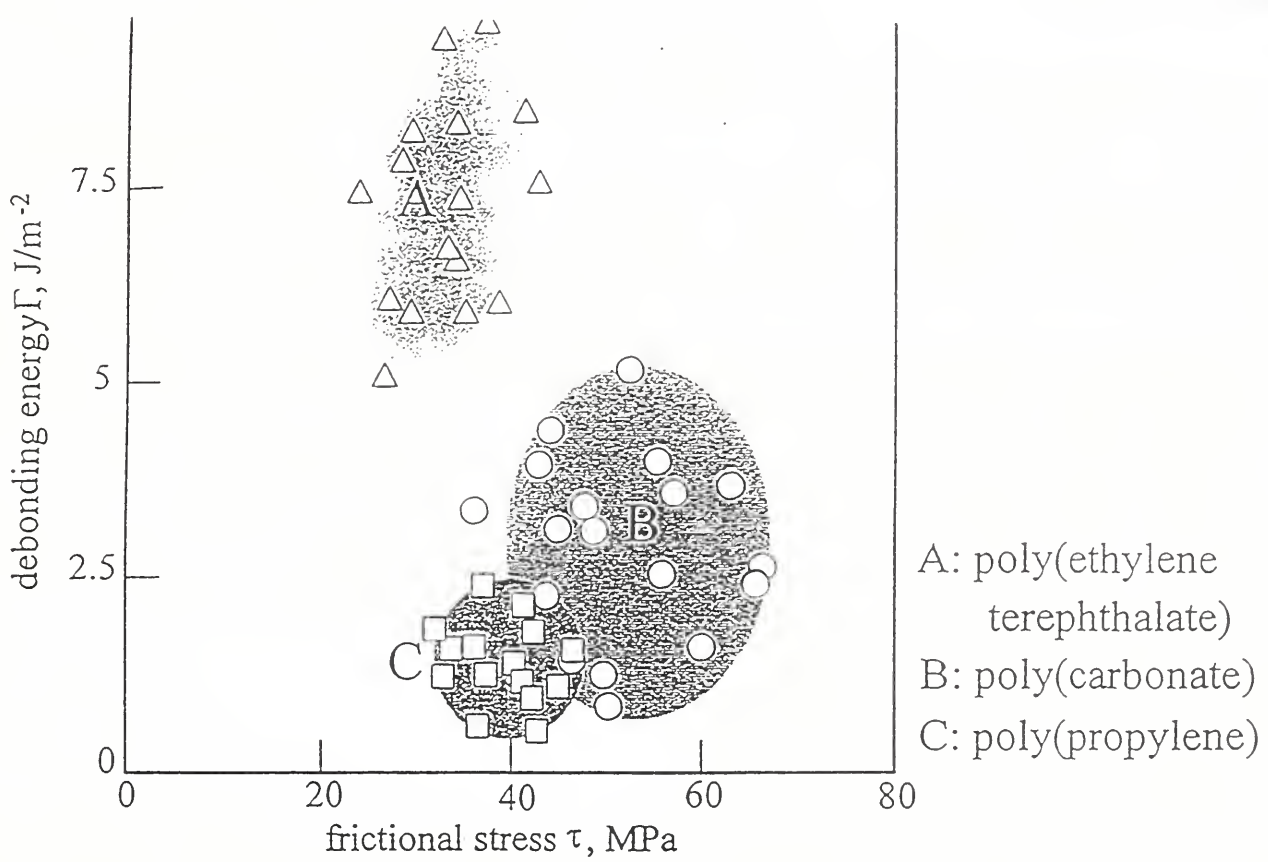 7.5
5
2.5
0
0 20 40 60 80
debonding energy Γ, J/m⁻²
frictional stress τ, MPa
A
B
C
A: poly(ethylene
terephthalate)
B: poly(carbonate)
C: poly(propylene)